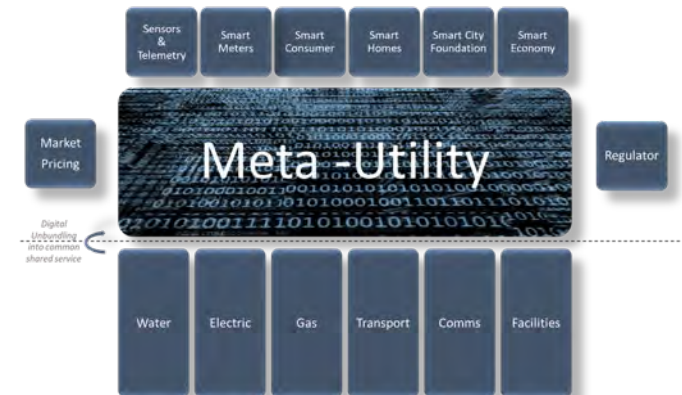 Sensors
&
Telemetry
Smart
Meters
Smart
Consumer
Smart
Homes
Smart City
Foundation
Smart
Economy
Market
Pricing
Meta -Utility
Regulator
Digital
Unbundling
into common
shared service
Water
Electric
Gas
Transport
Comms
Facilities